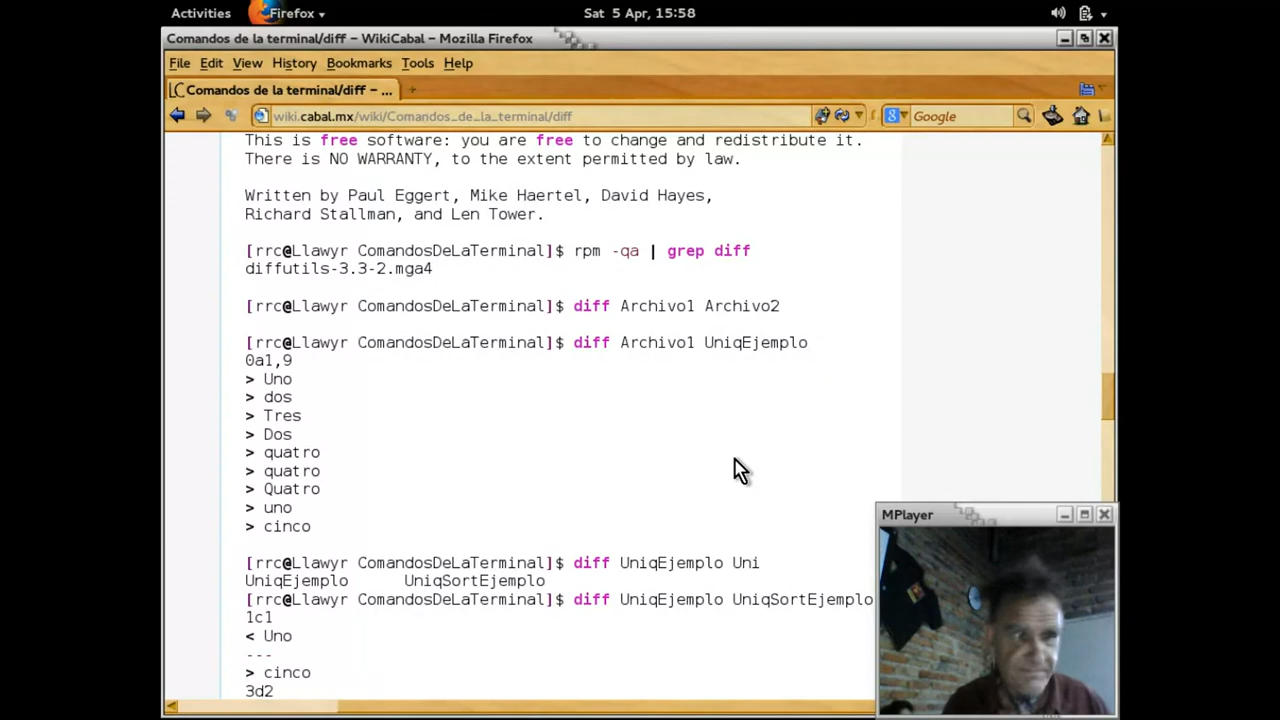 Activities
Firefox
Sat 5 Apr, 15:58
Comandos de la terminal/diff – WikiCabal – Mozilla Firefox
File Edit View History Bookmarks Tools Help
Comandos de la terminal/diff – ...
wiki.cabal.mx/wiki/Comandos_de_la_terminal/diff
Google
This is free software: you are free to change and redistribute it.
There is NO WARRANTY, to the extent permitted by law.
Written by Paul Eggert, Mike Haertel, David Hayes,
Richard Stallman, and Len Tower.
[rrc@Llawyr ComandosDeLaTerminal]$ rpm -qa | grep diff
diffutils-3.3-2.mga4
[rrc@Llawyr ComandosDeLaTerminal]$ diff Archivo1 Archivo2
[rrc@Llawyr ComandosDeLaTerminal]$ diff Archivo1 UniqEjemplo
0a1,9
> Uno
> dos
> Tres
> Dos
> quatro
> quatro
> Quatro
> uno
> cinco
[rrc@Llawyr ComandosDeLaTerminal]$ diff UniqEjemplo Uni
UniqEjemplo UniqSortEjemplo
[rrc@Llawyr ComandosDeLaTerminal]$ diff UniqEjemplo UniqSortEjemplo
1c1
< Uno
---
> cinco
3d2
MPlayer